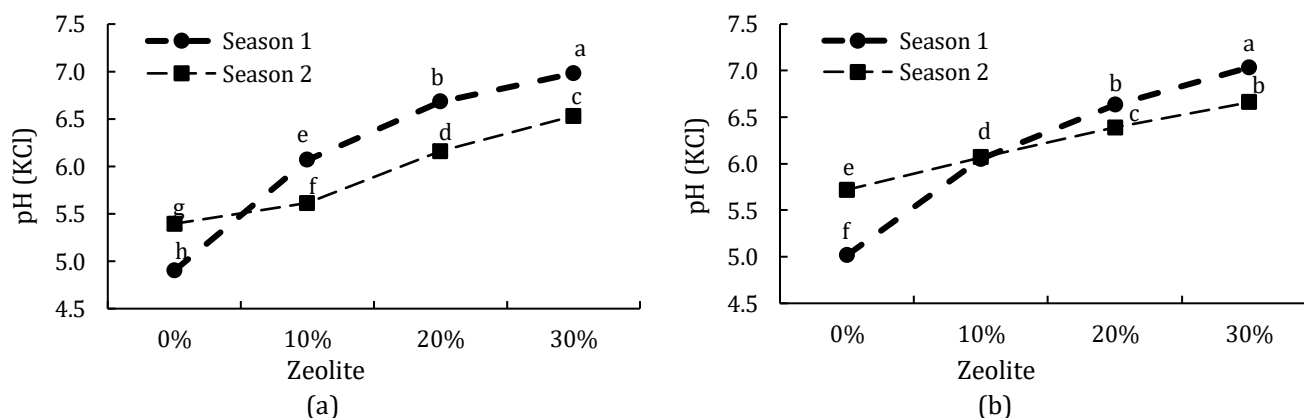 7.5
7.0
6.5
6.0
5.5
5.0
4.5
pH (KCl)
Season 1
Season 2
a
b
c
e
d
f
g
h
0%
10%
20%
30%
Zeolite
(a)
7.5
7.0
6.5
6.0
5.5
5.0
4.5
pH (KCl)
Season 1
Season 2
a
b
b
c
d
e
f
0%
10%
20%
30%
Zeolite
(b)